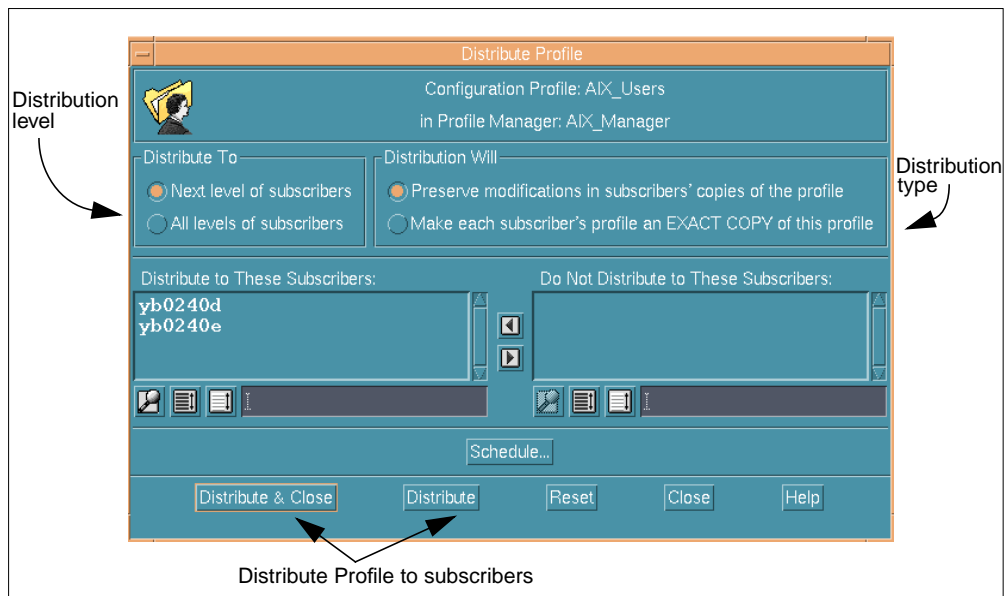 Distribute Profile
Configuration Profile: AIX_Users
in Profile Manager: AIX_Manager
Distribution
level
Distribute To
Next level of subscribers
All levels of subscribers
Distribution Will
Preserve modifications in subscribers' copies of the profile
Make each subscriber's profile an EXACT COPY of this profile
Distribution
type
Distribute to These Subscribers:
yb0240d
yb0240e
Do Not Distribute to These Subscribers:
Schedule...
Distribute & Close
Distribute
Reset
Close
Help
Distribute Profile to subscribers